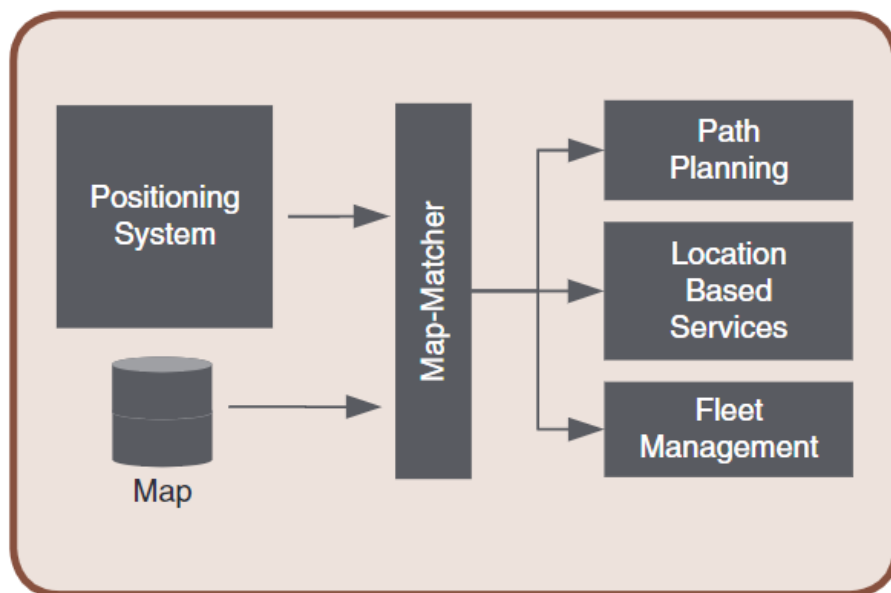 Positioning
System
Map
Map-Matcher
Path
Planning
Location
Based
Services
Fleet
Management